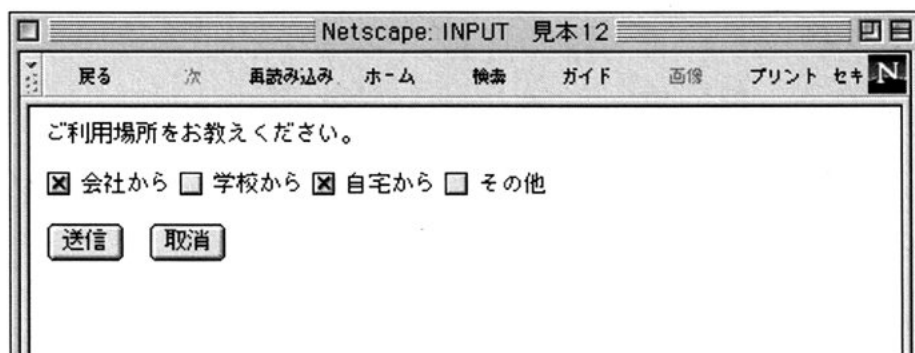 Netscape: INPUT 見本12
戻る 次 再読み込み ホーム 検索 ガイド 画像 プリント セキ N
ご利用場所をお教えください。
会社から 学校から 自宅から その他
送信 取消